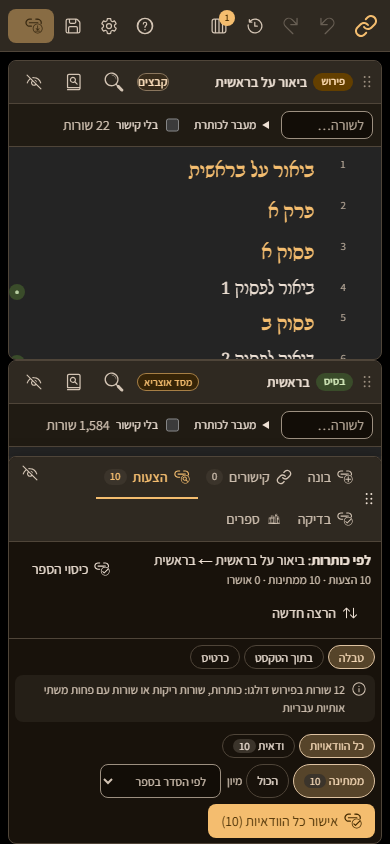 1
פירוש ביאור על בראשית קבצים
לשורה... מעבר לכותרת בלי קישור 22 שורות
1 ביאור על בראשית
2 פרק א
3 פסוק א
4 ביאור לפסוק 1
5 פסוק ב
6 ביאור לפסוק 2
בסיס בראשית מסד אוצריא
לשורה... מעבר לכותרת בלי קישור 1,584 שורות
בונה קישורים 0 הצעות 10
בדיקה ספרים
לפי כותרות: ביאור על בראשית ← בראשית
10 הצעות · 10 ממתינות · 0 אושרו
כיסוי הספר
הרצה חדשה
טבלה בתוך הטקסט כרטיס
12 שורות בפירוש דולגו: כותרות, שורות ריקות או שורות עם פחות משתי
אותיות עבריות
כל הוודאויות ודאית 10
ממתינה 10 הכול מיון לפי הסדר בספר
אישור כל הוודאיות (10)